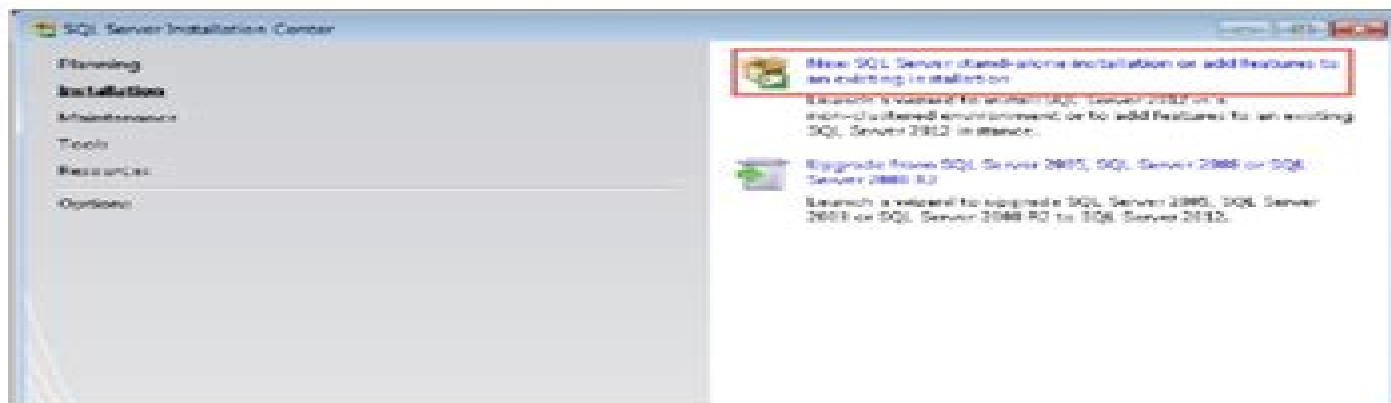 SQL Server Installation Center
Planning
Installation
Maintenance
Tools
Resources
Options
New SQL Server stand-alone installation or add features to
an existing installation
Launch a wizard to install SQL Server 2012 in a
non-clustered environment or to add features to an existing
SQL Server 2012 instance.
Upgrade from SQL Server 2005, SQL Server 2008 or SQL
Server 2008 R2
Launch a wizard to upgrade SQL Server 2005, SQL Server
2008 or SQL Server 2008 R2 to SQL Server 2012.